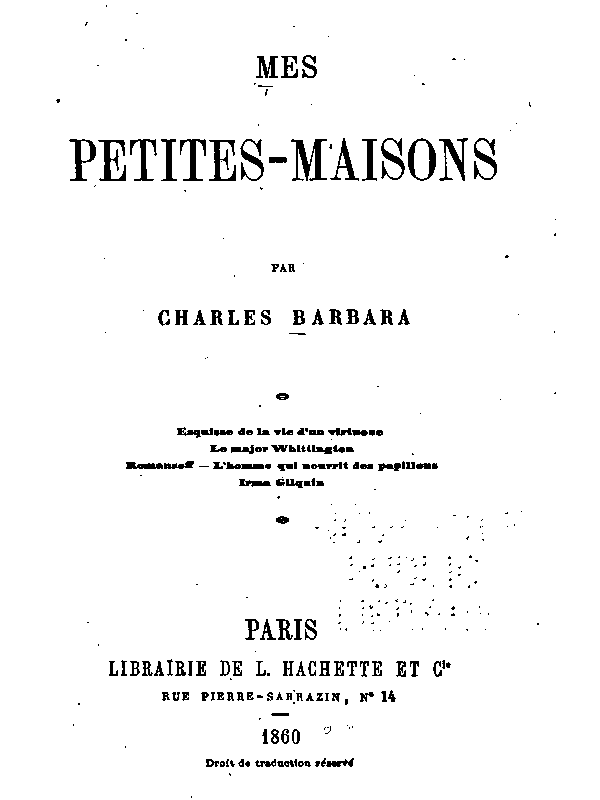 MES
PETITES-MAISONS
PAR
CHARLES BARBARA
Esquisse de la vie d'un virtuose
Le major Whittington
Romanzoff — L'homme qui nourrit des papillons
Irma Gilquin
PARIS
LIBRAIRIE DE L. HACHETTE ET Cie
RUE PIERRE-SARRAZIN, N° 14
1860
Droit de traduction réservé